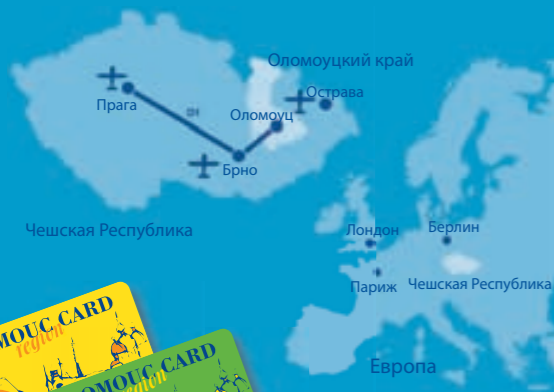 Оломоуцкий край
Острава
Прага
Оломоуц
Брно
Чешская Республика
Лондон
Берлин
Париж
Чешская Республика
Европа
MOUC CARD
region
OMOUC CARD